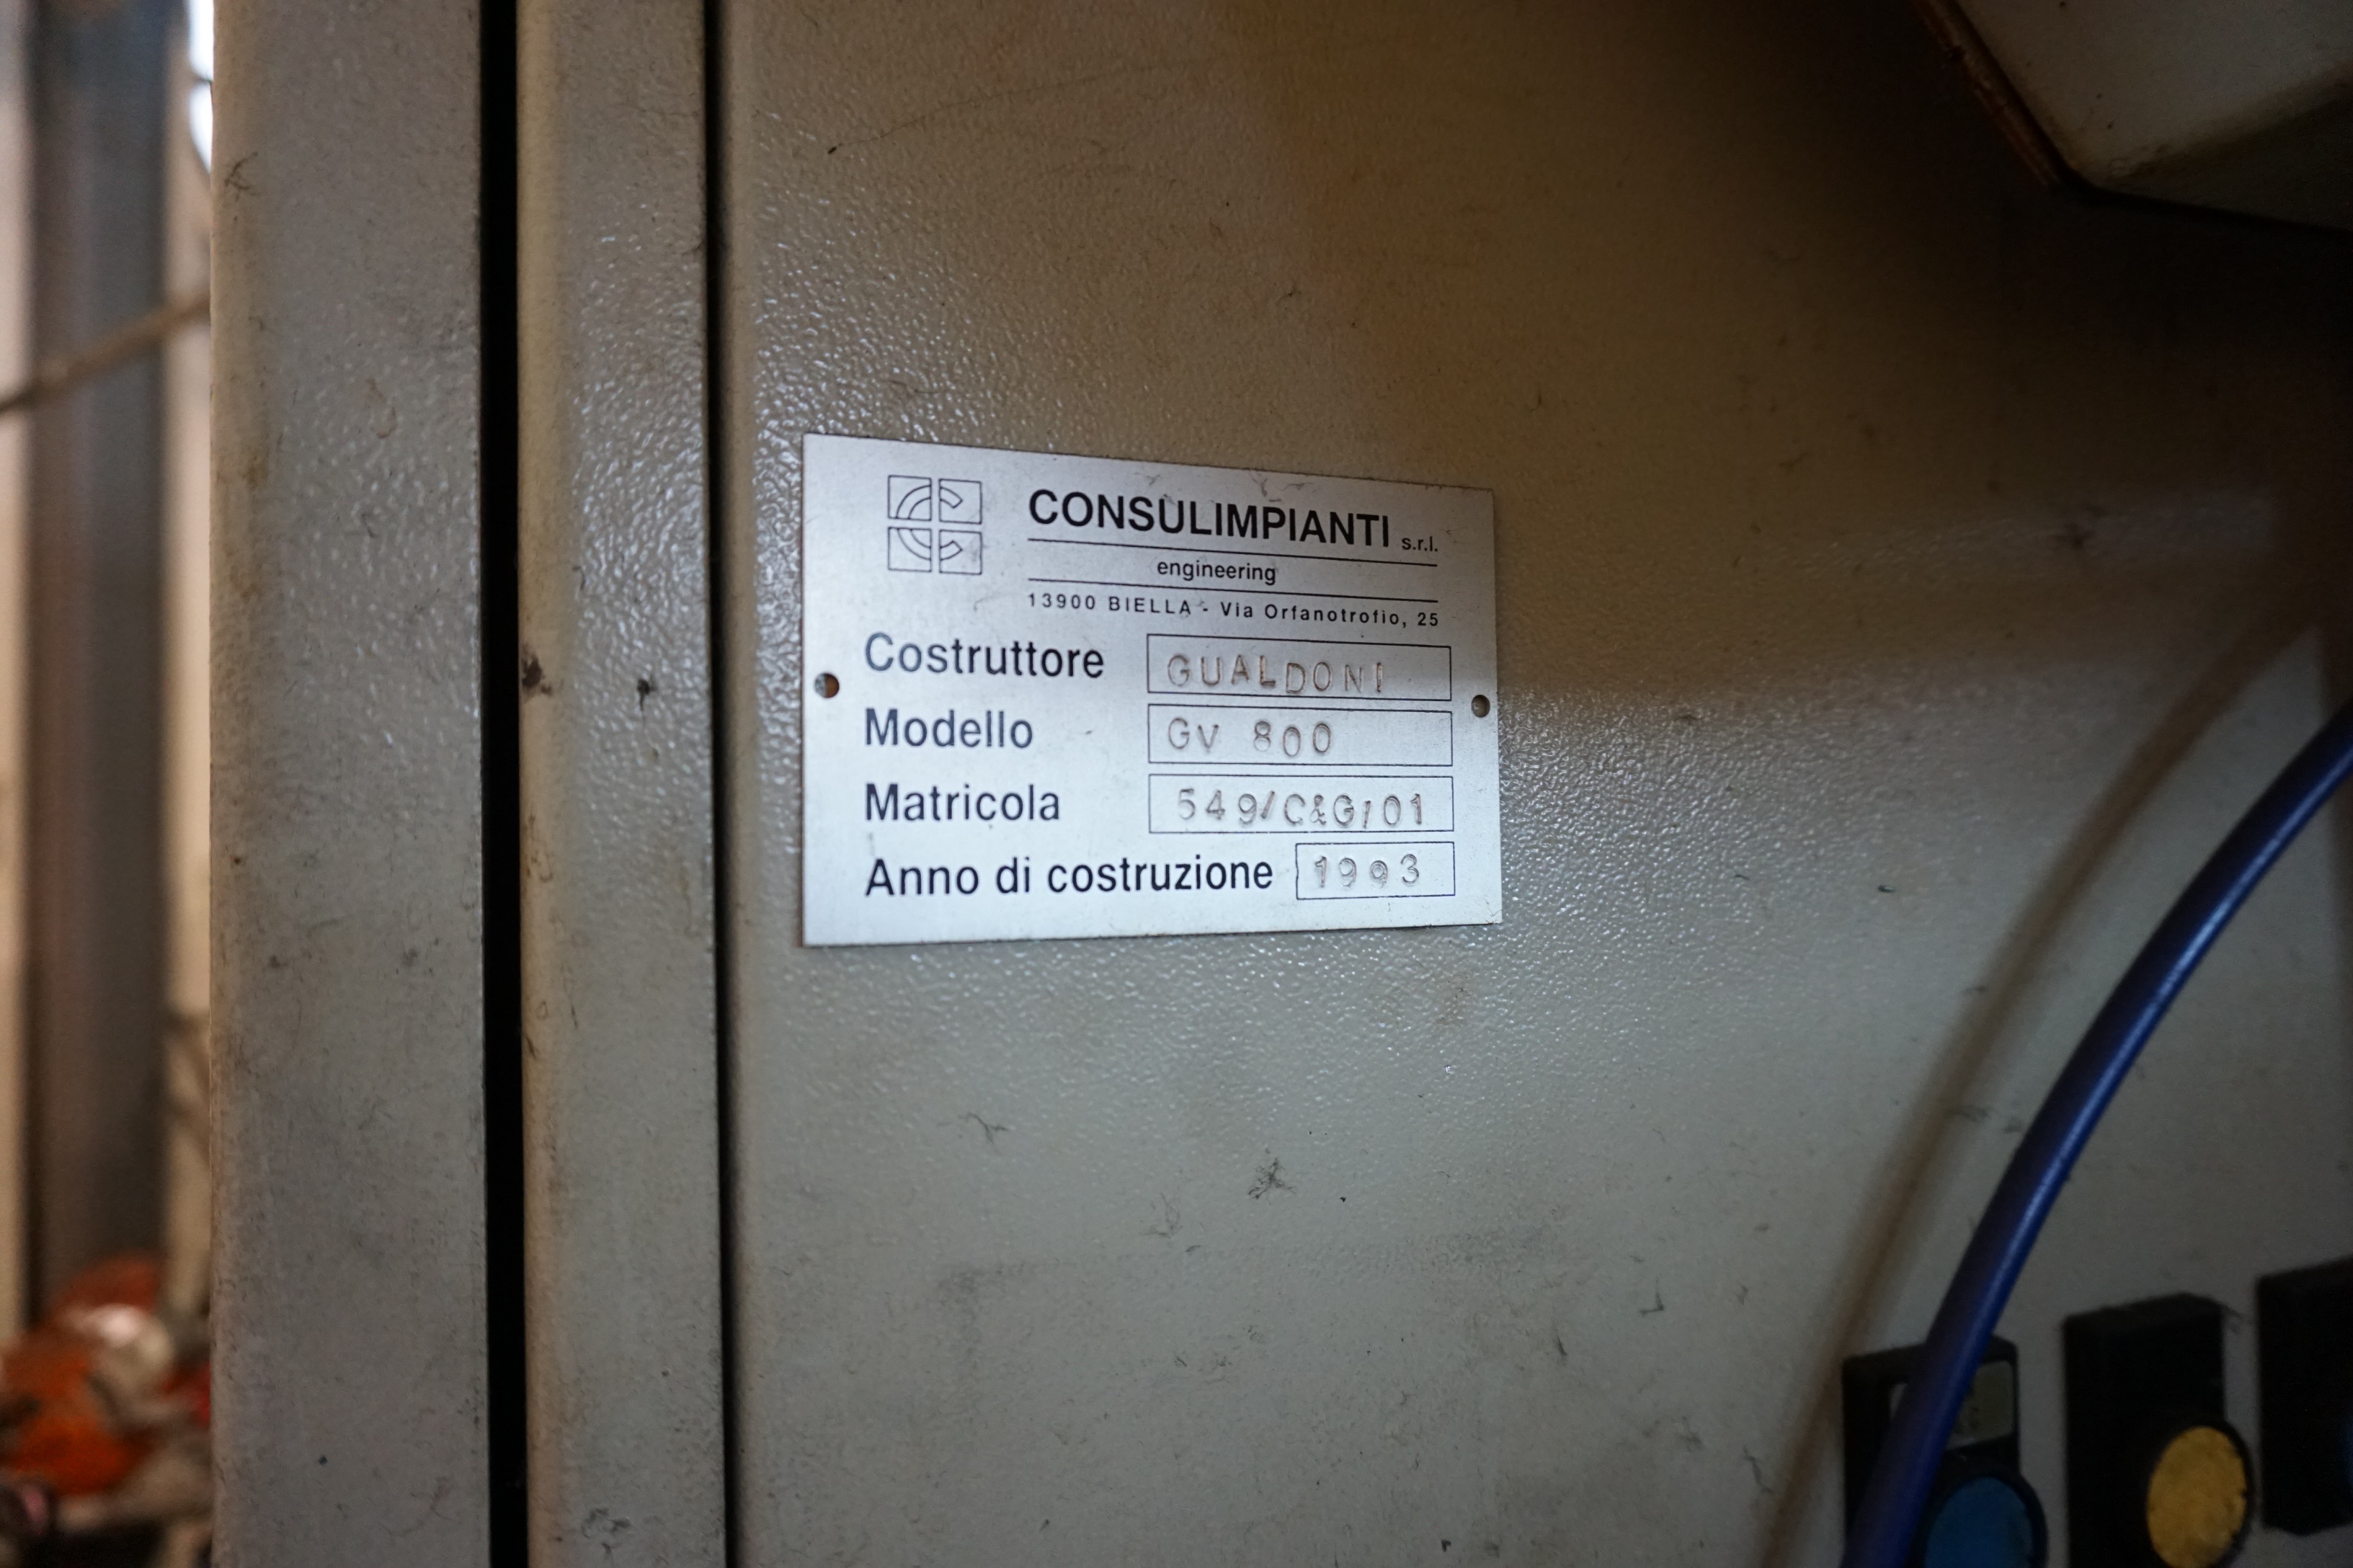 CONSULIMPIANTI s.r.l.
engineering
13900 BIELLA - Via Orfanotrofio, 25
Costruttore GUALDONI
Modello GV 800
Matricola 549/C&G/01
Anno di costruzione 1993